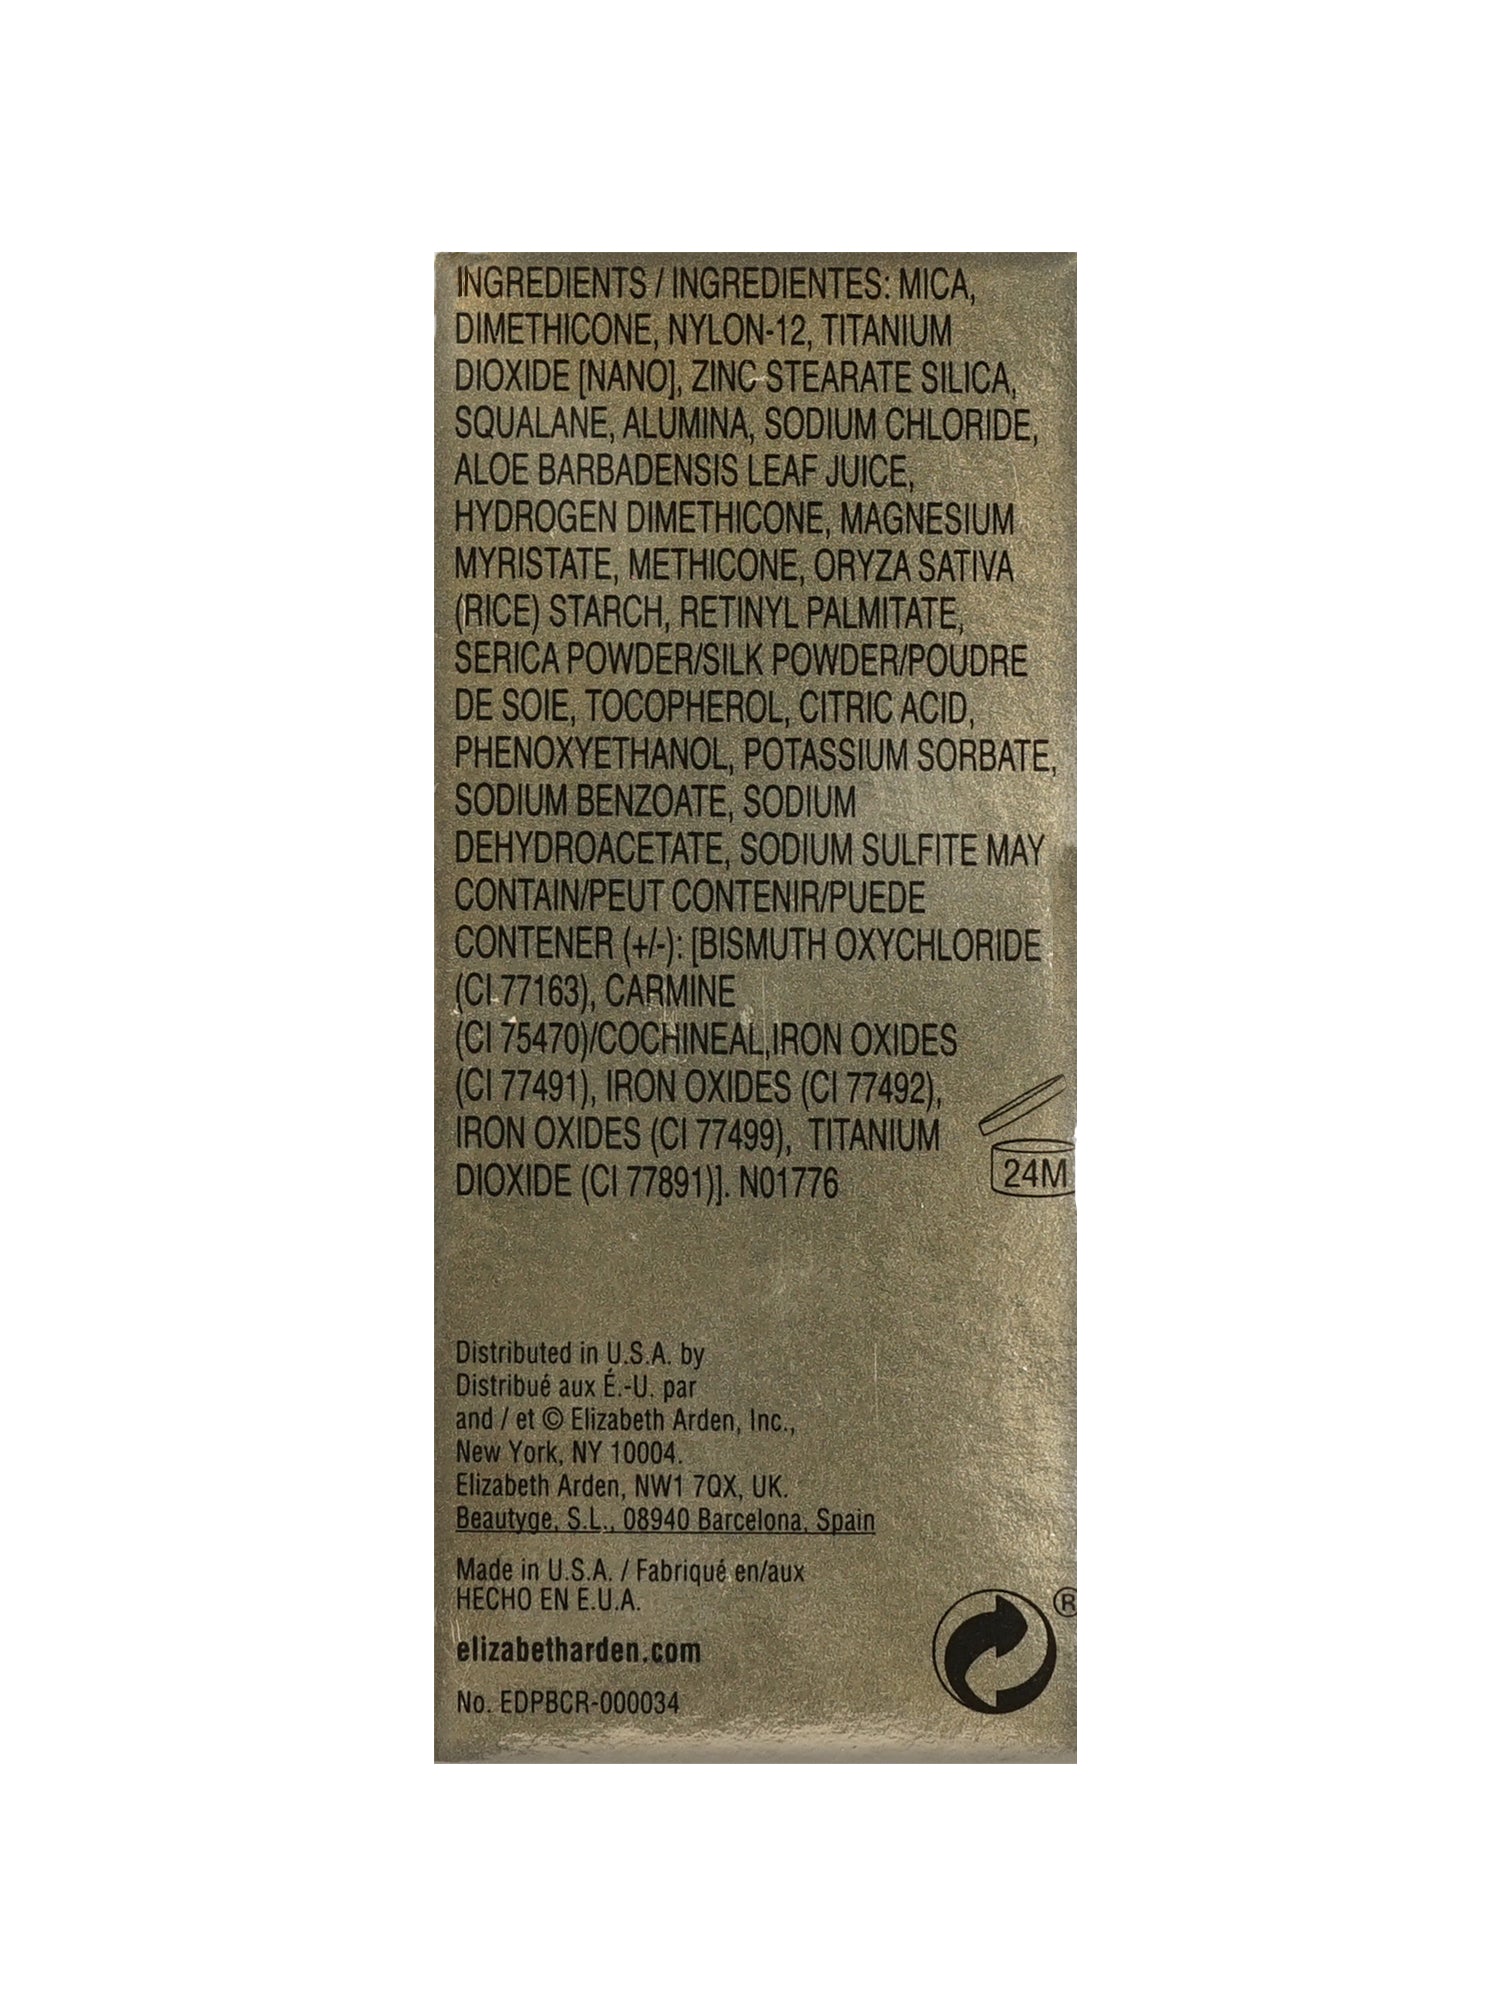 INGREDIENTS / INGREDIENTES: MICA,
DIMETHICONE, NYLON-12, TITANIUM
DIOXIDE [NANO], ZINC STEARATE SILICA,
SQUALANE, ALUMINA, SODIUM CHLORIDE,
ALOE BARBADENSIS LEAF JUICE,
HYDROGEN DIMETHICONE, MAGNESIUM
MYRISTATE, METHICONE, ORYZA SATIVA
(RICE) STARCH, RETINYL PALMITATE,
SERICA POWDER/SILK POWDER/POUDRE
DE SOIE, TOCOPHEROL, CITRIC ACID,
PHENOXYETHANOL, POTASSIUM SORBATE,
SODIUM BENZOATE, SODIUM
DEHYDROACETATE, SODIUM SULFITE MAY
CONTAIN/PEUT CONTENIR/PUEDE
CONTENER (+/-): [BISMUTH OXYCHLORIDE
(CI 77163), CARMINE
(CI 75470)/COCHINEAL,IRON OXIDES
(CI 77491), IRON OXIDES (CI 77492),
IRON OXIDES (CI 77499), TITANIUM
DIOXIDE (CI 77891)]. N01776
24M
Distributed in U.S.A. by
Distribué aux É.-U. par
and / et © Elizabeth Arden, Inc.,
New York, NY 10004.
Elizabeth Arden, NW1 7QX, UK.
Beautyge, S.L., 08940 Barcelona, Spain
Made in U.S.A. / Fabriqué en/aux
HECHO EN E.U.A.
®
elizabetharden.com
No. EDPBCR-000034